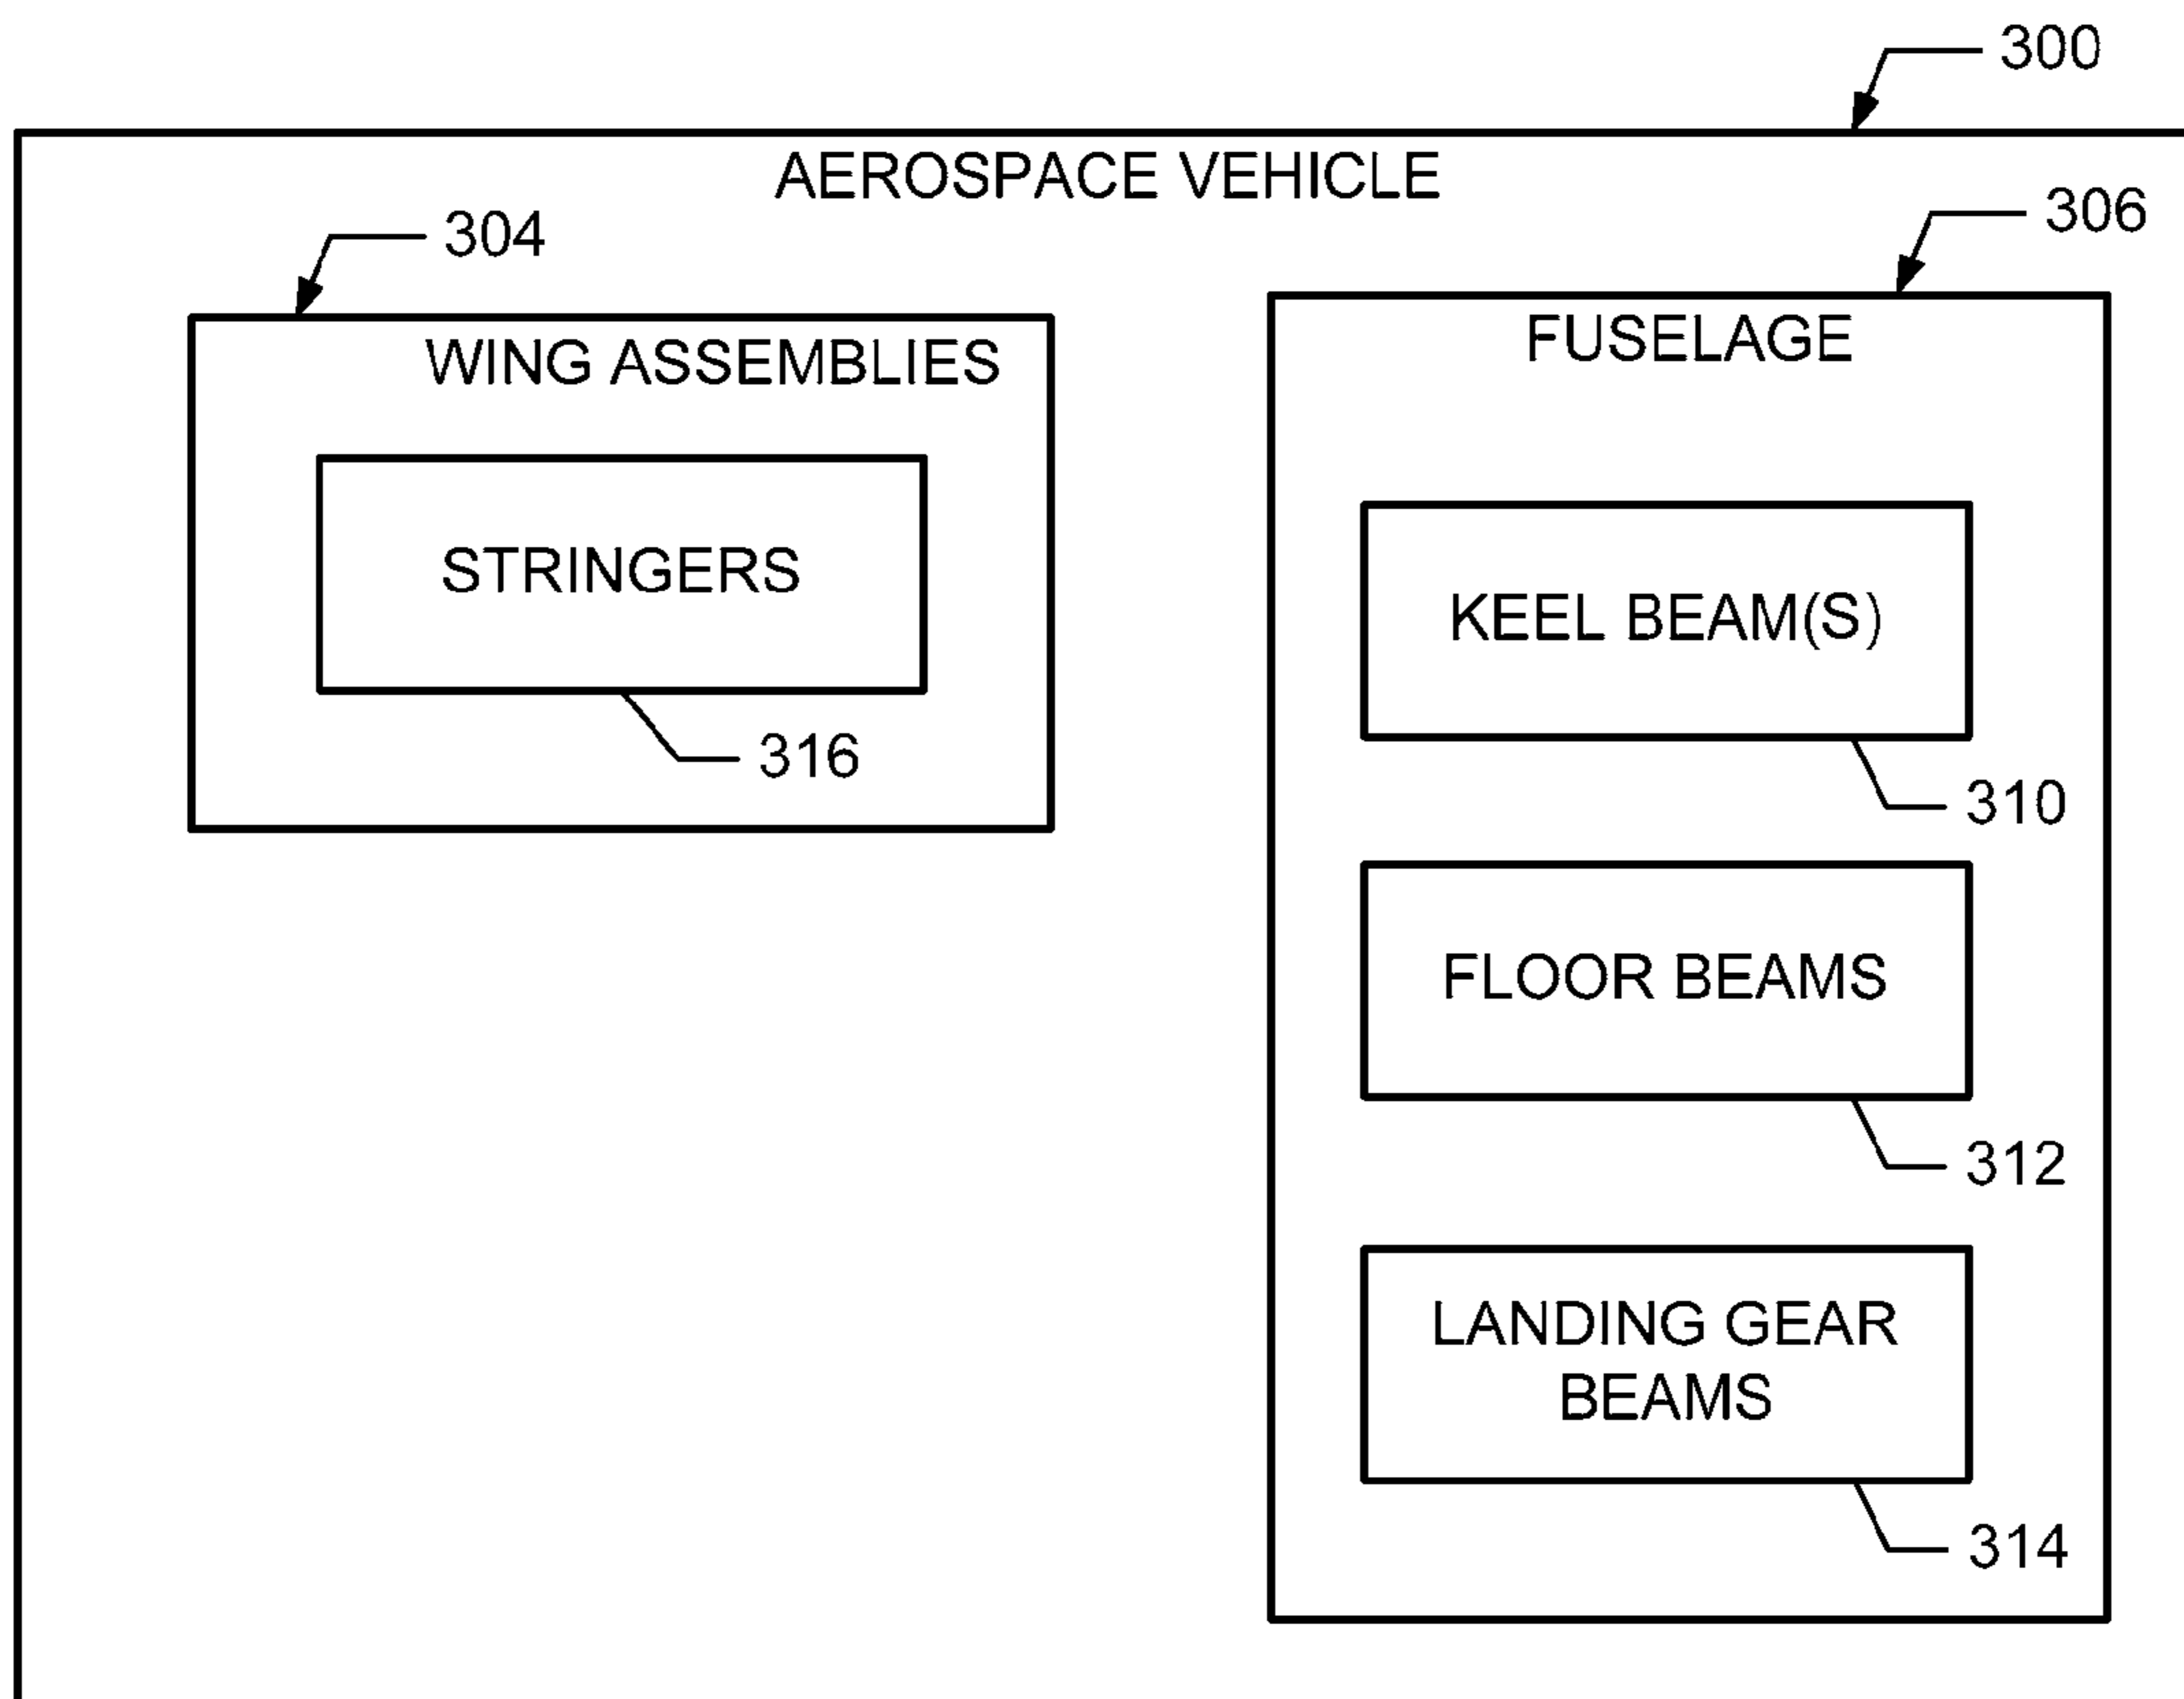 300
AEROSPACE VEHICLE
306
304
FUSELAGE
WING ASSEMBLIES
STRINGERS
316
KEEL BEAM(S)
310
FLOOR BEAMS
312
LANDING GEAR
BEAMS
314